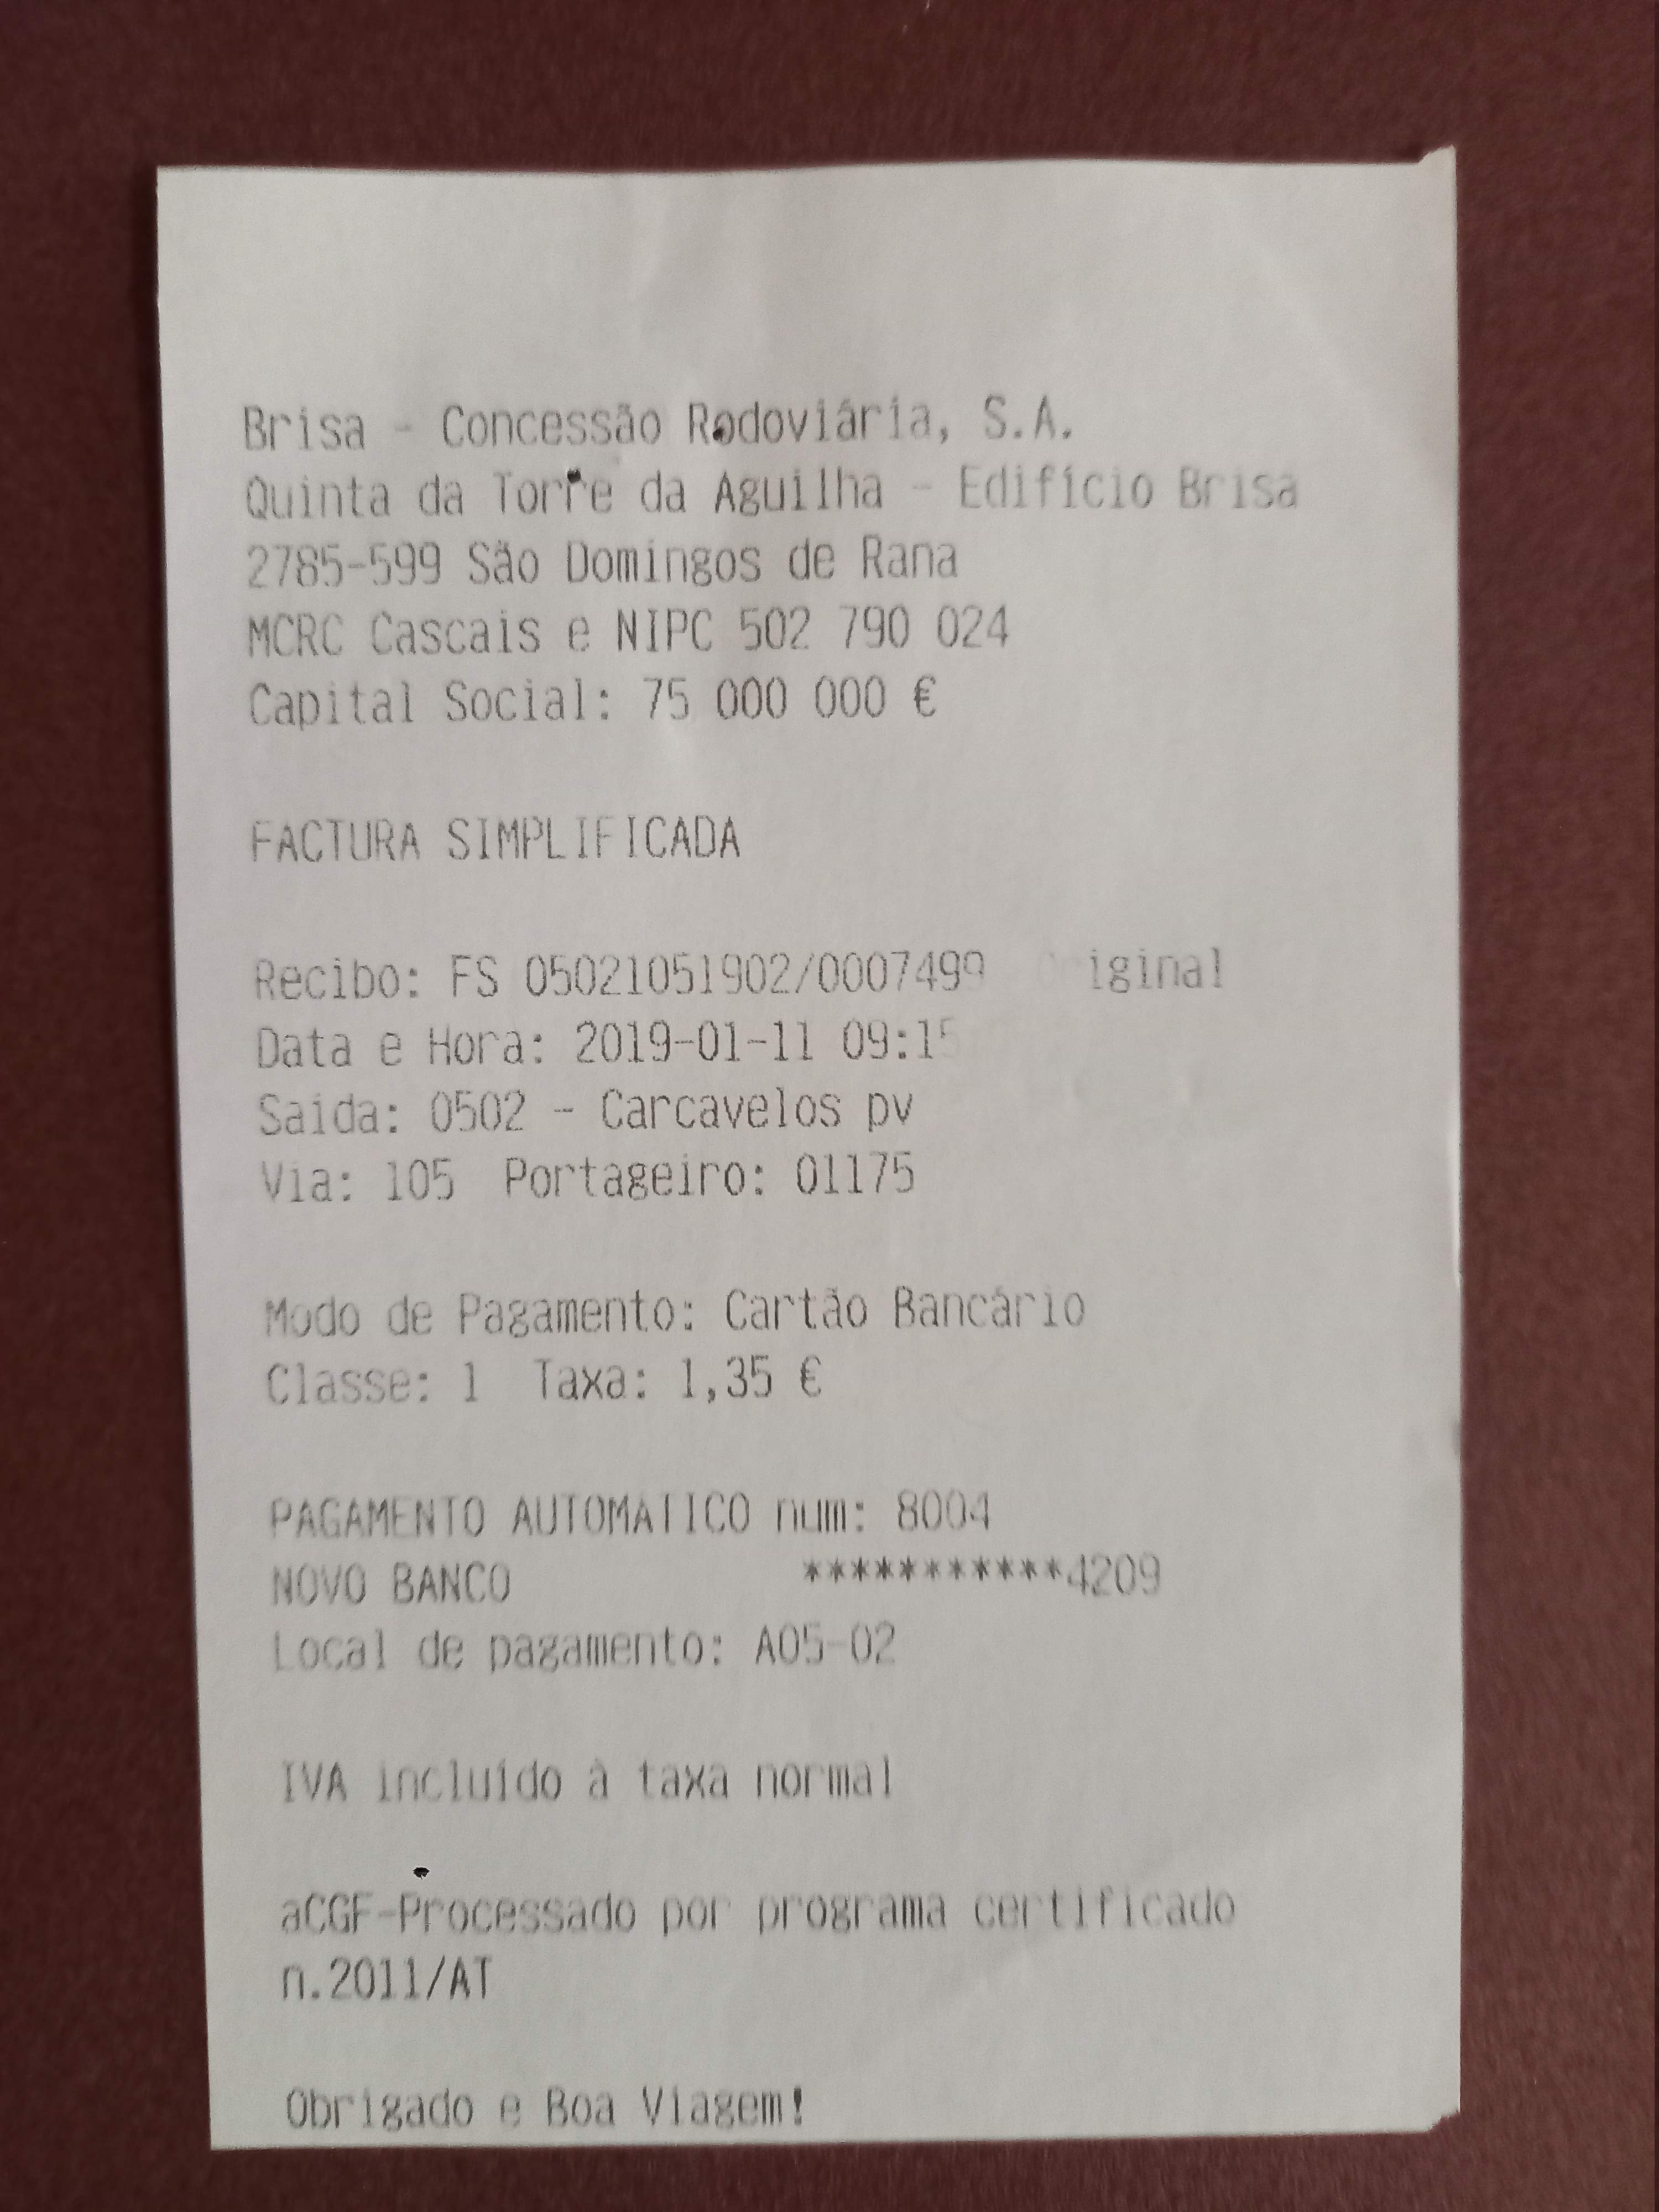 Brisa - Concessão Rodoviária, S.A.
Quinta da Torre da Aguilha - Edifício Brisa
2785-599 São Domingos de Rana
MCRC Cascais e NIPC 502 790 024
Capital Social: 75 000 000 €
FACTURA SIMPLIFICADA
Recibo: FS 05021051902/0007499 iginal
Data e Hora: 2019-01-11 09:15
Saida: 0502 - Carcavelos pv
Via: 105 Portageiro: 01175
Modo de Pagamento: Cartão Bancário
Classe: 1 Taxa: 1,35 €
PAGAMENTO AUTOMATICO num: 8004
NOVO BANCO ***********4209
Local de pagamento: A05-02
IVA incluído à taxa normal
aCGF-Processado por programa certificado
n.2011/AT
Obrigado e Boa Viagem!